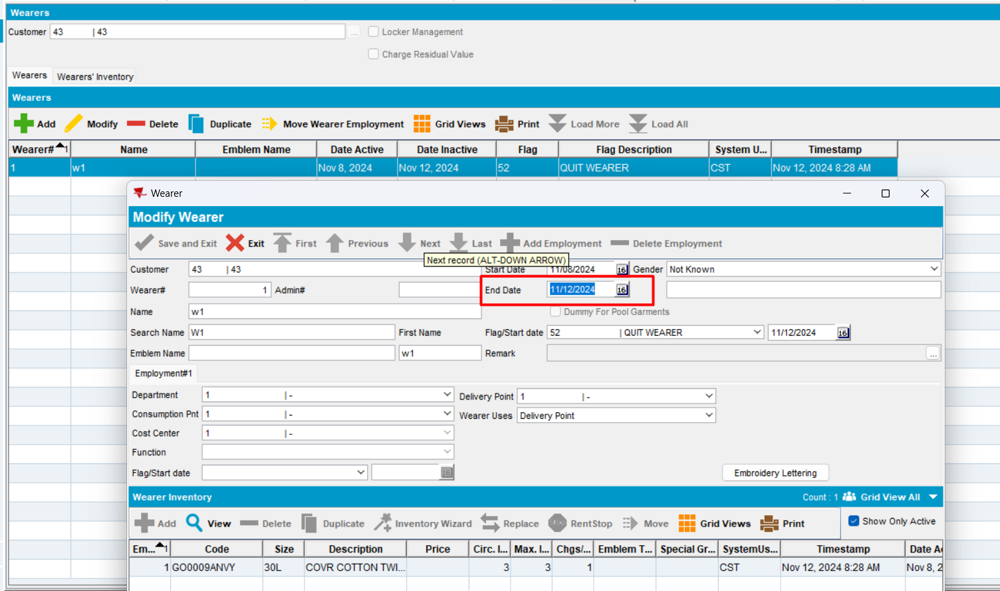 Wearers
Customer 43 | 43 ... Locker Management
Charge Residual Value
Wearers Wearers' Inventory
Wearers
Add Modify Delete Duplicate Move Wearer Employment Grid Views Print Load More Load All
Wearer# 1 Name Emblem Name Date Active Date Inactive Flag Flag Description System U... Timestamp
1 w1 Nov 8, 2024 Nov 12, 2024 52 QUIT WEARER CST Nov 12, 2024 8:28 AM
Wearer
Modify Wearer
Save and Exit Exit First Previous Next Last Add Employment Delete Employment
Next record (ALT-DOWN ARROW)
Customer 43 | 43 Start Date 11/08/2024 16 Gender Not Known
Wearer# 1 Admin# End Date 11/12/2024 16
Name w1 Dummy For Pool Garments
Search Name W1 First Name Flag/Start date 52 | QUIT WEARER 11/12/2024 16
Emblem Name w1 Remark ...
Employment#1
Department 1 | - Delivery Point 1 | -
Consumption Pnt 1 | - Wearer Uses Delivery Point
Cost Center 1 | -
Function
Flag/Start date 16 Embroidery Lettering
Wearer Inventory Count : 1 Grid View All
Add View Delete Duplicate Inventory Wizard Replace RentStop Move Grid Views Print Show Only Active
Em... 1 Code Size Description Price Circ. I... Max. I... Chgs/... Emblem T... Special Gr... SystemUs... Timestamp Date A
1 GO0009ANVY 30L COVR COTTON TWI... 3 3 1 CST Nov 12, 2024 8:28 AM Nov 8, 2